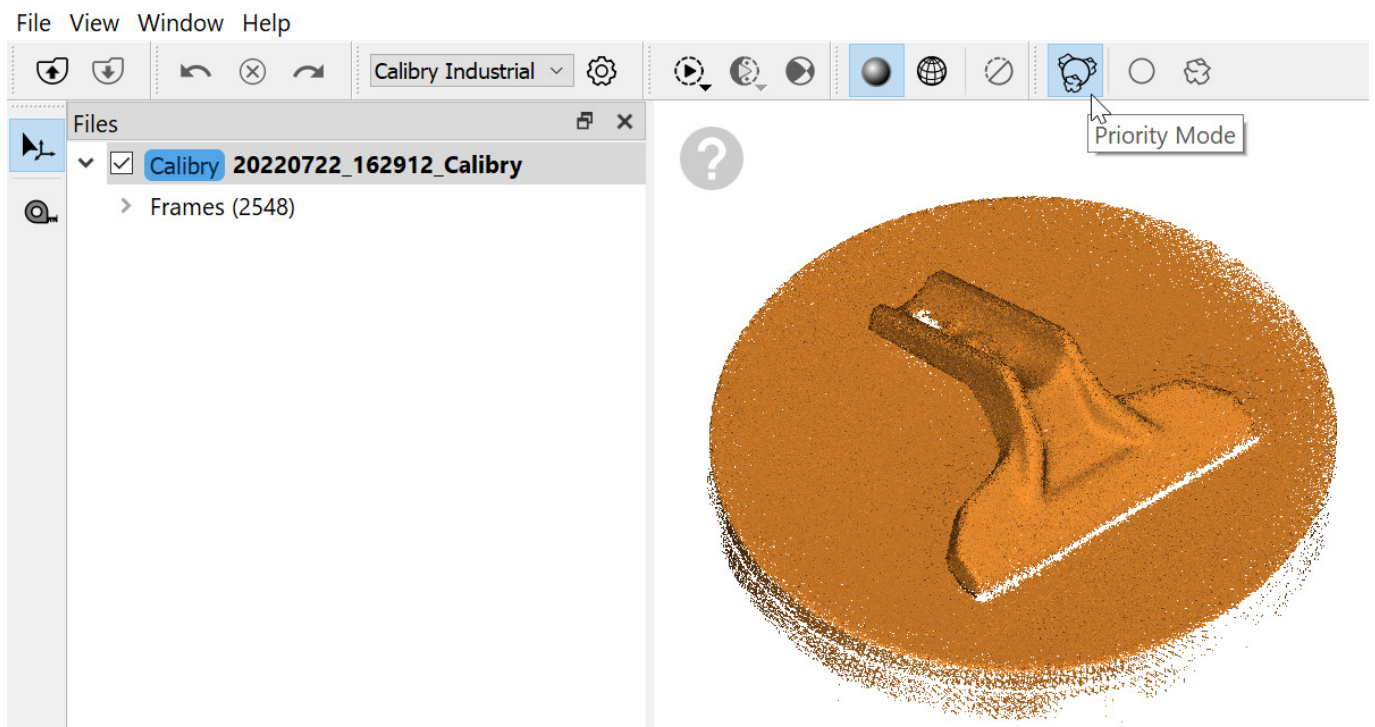 File View Window Help
Calibry Industrial
Files
Priority Mode
Calibry 20220722_162912_Calibry
?
Frames (2548)